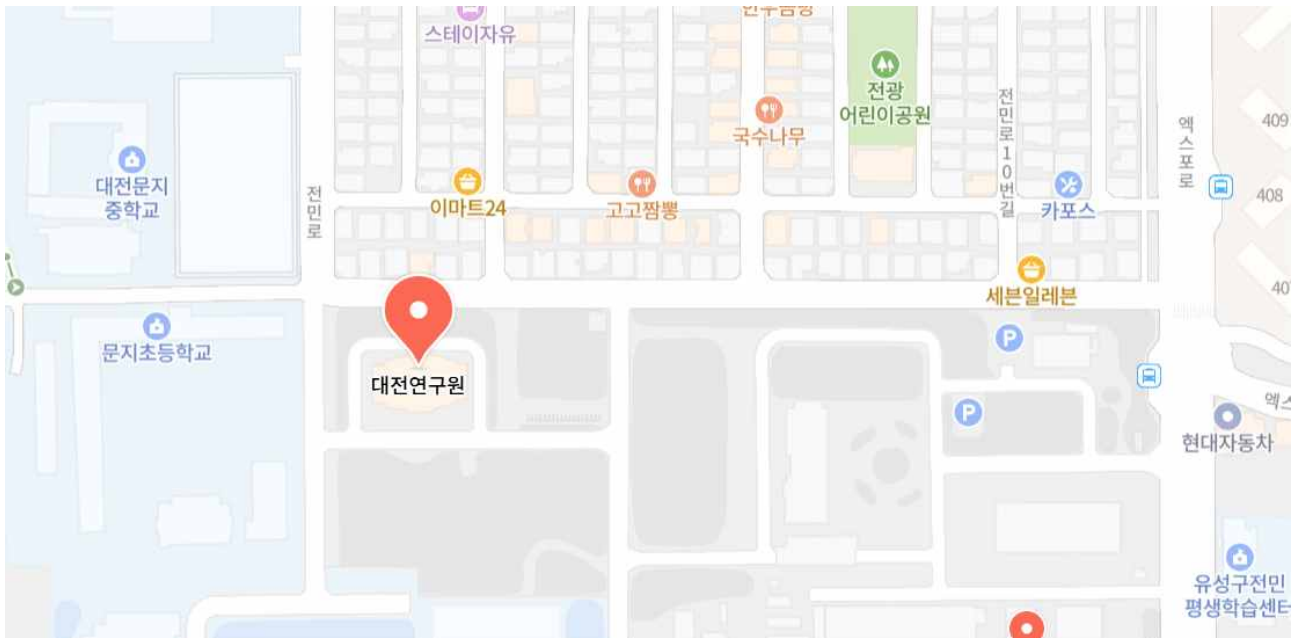 스테이자유
전광
어린이공원
국수나무
전민로10번길
엑스포로
409
대전문지
중학교
전민로
이마트24
고고짬뽕
카포스
408
세븐일레븐
문지초등학교
P
대전연구원
P
현대자동차
유성구전민
평생학습센터